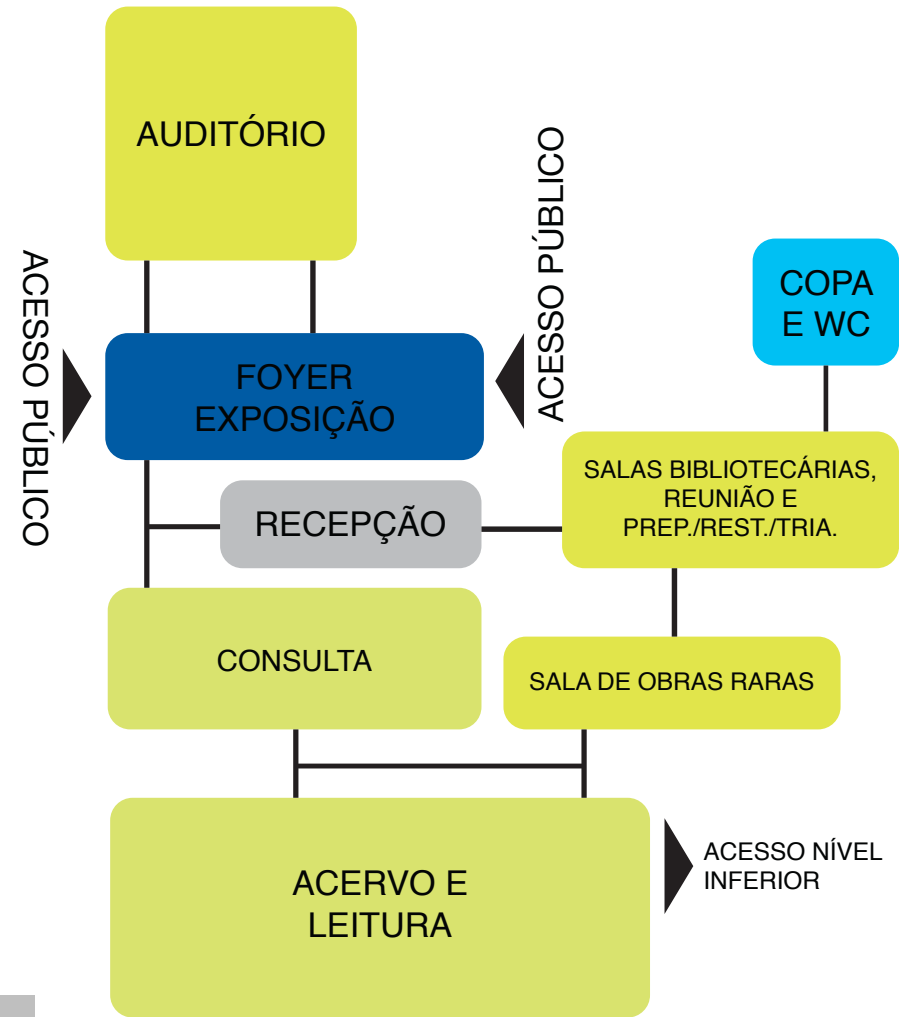 AUDITÓRIO
ACESSO PÚBLICO
ACESSO PÚBLICO
COPA
E WC
FOYER
EXPOSIÇÃO
SALAS BIBLIOTECÁRIAS,
REUNIÃO E
PREP./REST./TRIA.
RECEPÇÃO
CONSULTA
SALA DE OBRAS RARAS
ACERVO E
LEITURA
ACESSO NÍVEL
INFERIOR